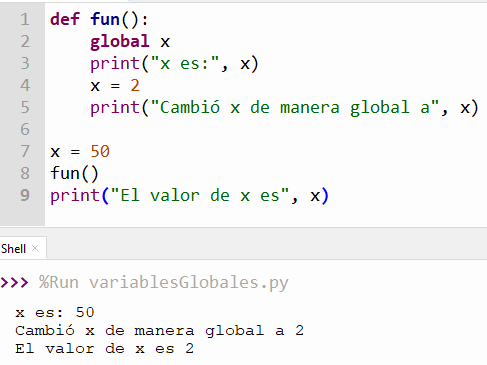 1 def fun():
2     global x
3     print("x es:", x)
4     x = 2
5     print("Cambió x de manera global a", x)
6
7 x = 50
8 fun()
9 print("El valor de x es", x)
Shell ×
>>> %Run variablesGlobales.py
x es: 50
Cambió x de manera global a 2
El valor de x es 2